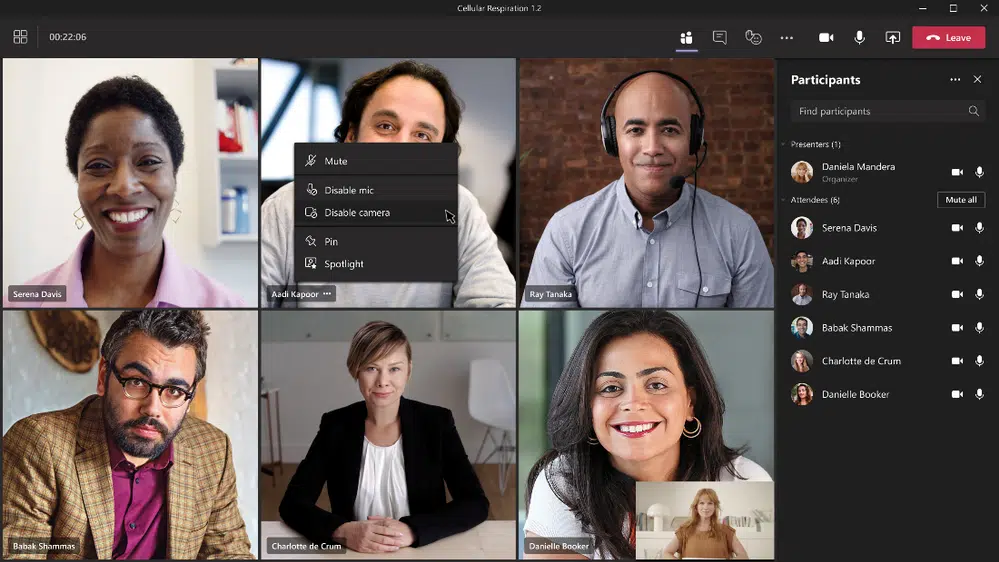 Cellular Respiration 1.2
00:22:06
Leave
Serena Davis
Mute
Disable mic
Disable camera
Pin
Spotlight
Aadi Kapoor
Ray Tanaka
Babak Shammas
Charlotte de Crum
Danielle Booker
Participants
Find participants
Presenters (1)
Daniela Mandera
Organizer
Attendees (6)
Mute all
Serena Davis
Aadi Kapoor
Ray Tanaka
Babak Shammas
Charlotte de Crum
Danielle Booker